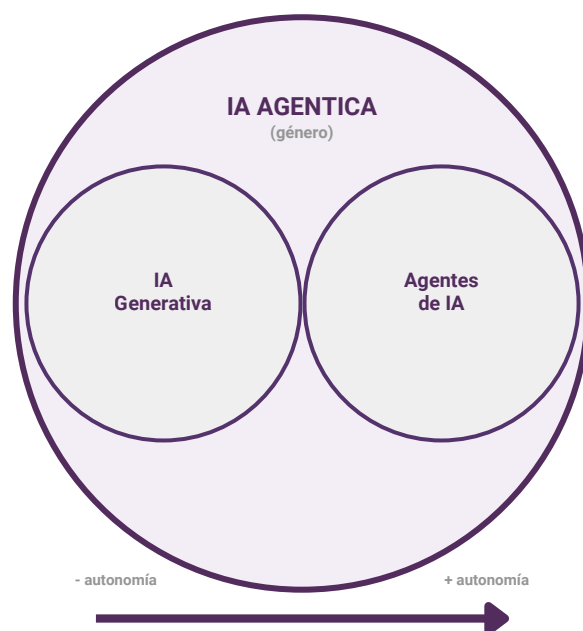 IA AGENTICA
(género)
IA
Generativa
Agentes
de IA
- autonomía
+ autonomía